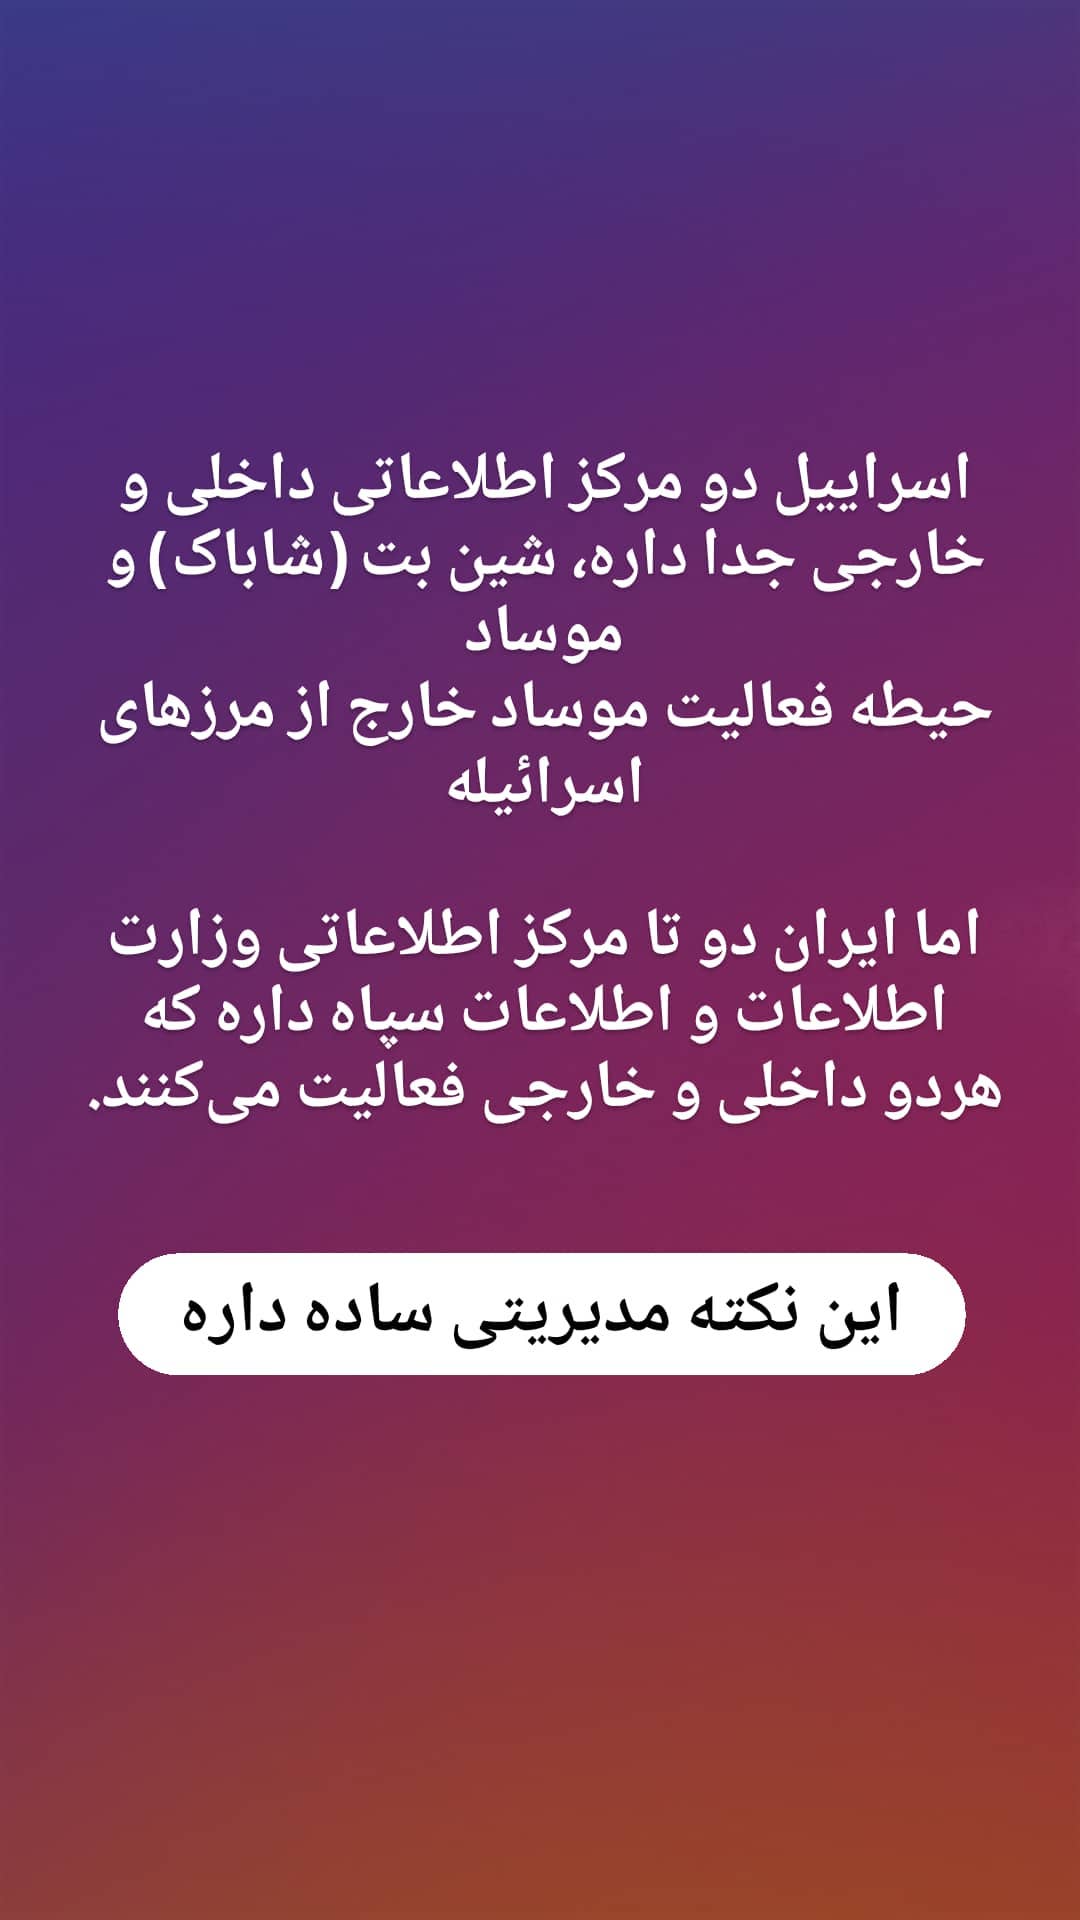 اسراییل دو مرکز اطلاعاتی داخلی و
خارجی جدا داره، شین بت (شاباک) و
موساد
حیطه فعالیت موساد خارج از مرزهای
اسرائیله
اما ایران دو تا مرکز اطلاعاتی وزارت
اطلاعات و اطلاعات سپاه داره که
هردو داخلی و خارجی فعالیت می‌کنند.
این نکته مدیریتی ساده داره